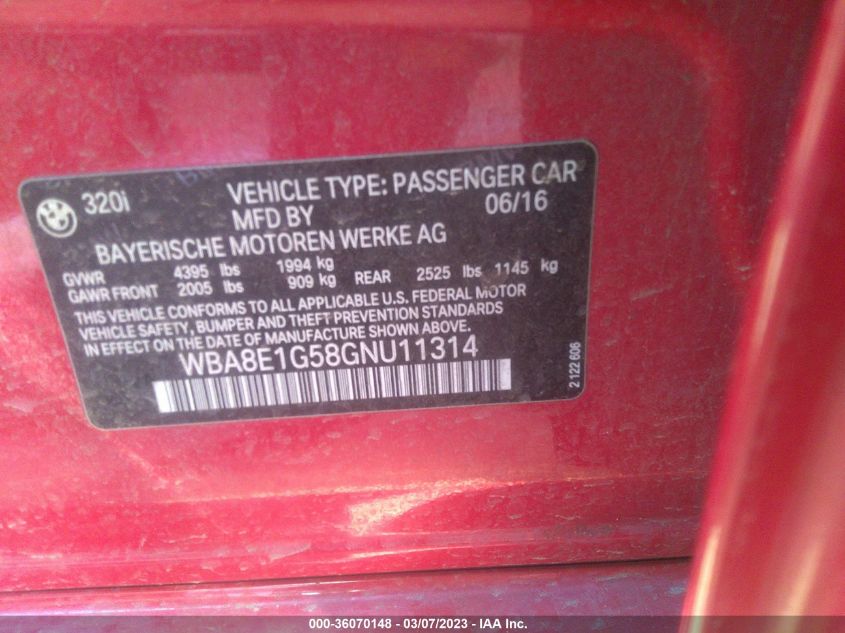 320i VEHICLE TYPE: PASSENGER CAR
MFD BY 06/16
BAYERISCHE MOTOREN WERKE AG
GVWR 4395 lbs 1994 kg
GAWR FRONT 2005 lbs 909 kg REAR 2525 lbs 1145 kg
THIS VEHICLE CONFORMS TO ALL APPLICABLE U.S. FEDERAL MOTOR
VEHICLE SAFETY, BUMPER, AND THEFT PREVENTION STANDARDS
IN EFFECT ON THE DATE OF MANUFACTURE SHOWN ABOVE.
WBA8E1G58GNU11314
2 122 606
000-36070148 - 03/07/2023 - IAA Inc.